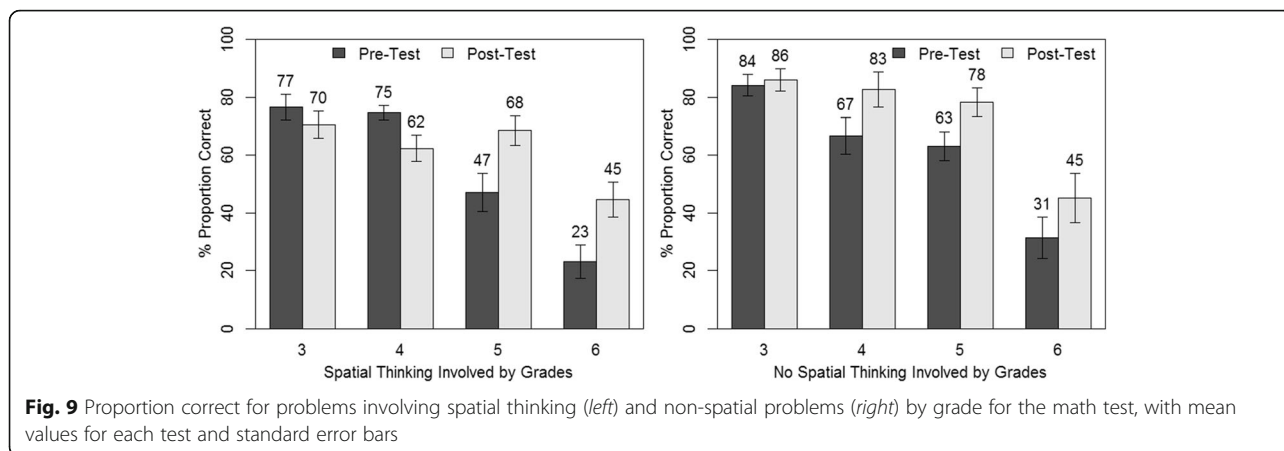 100
80
60
40
20
0
% Proportion Correct
Pre-Test Post-Test
77 70 75 62 47 68 23 45
3 4 5 6
Spatial Thinking Involved by Grades
100
80
60
40
20
0
% Proportion Correct
Pre-Test Post-Test
84 86 67 83 63 78 31 45
3 4 5 6
No Spatial Thinking Involved by Grades
Fig. 9 Proportion correct for problems involving spatial thinking (left) and non-spatial problems (right) by grade for the math test, with mean
values for each test and standard error bars